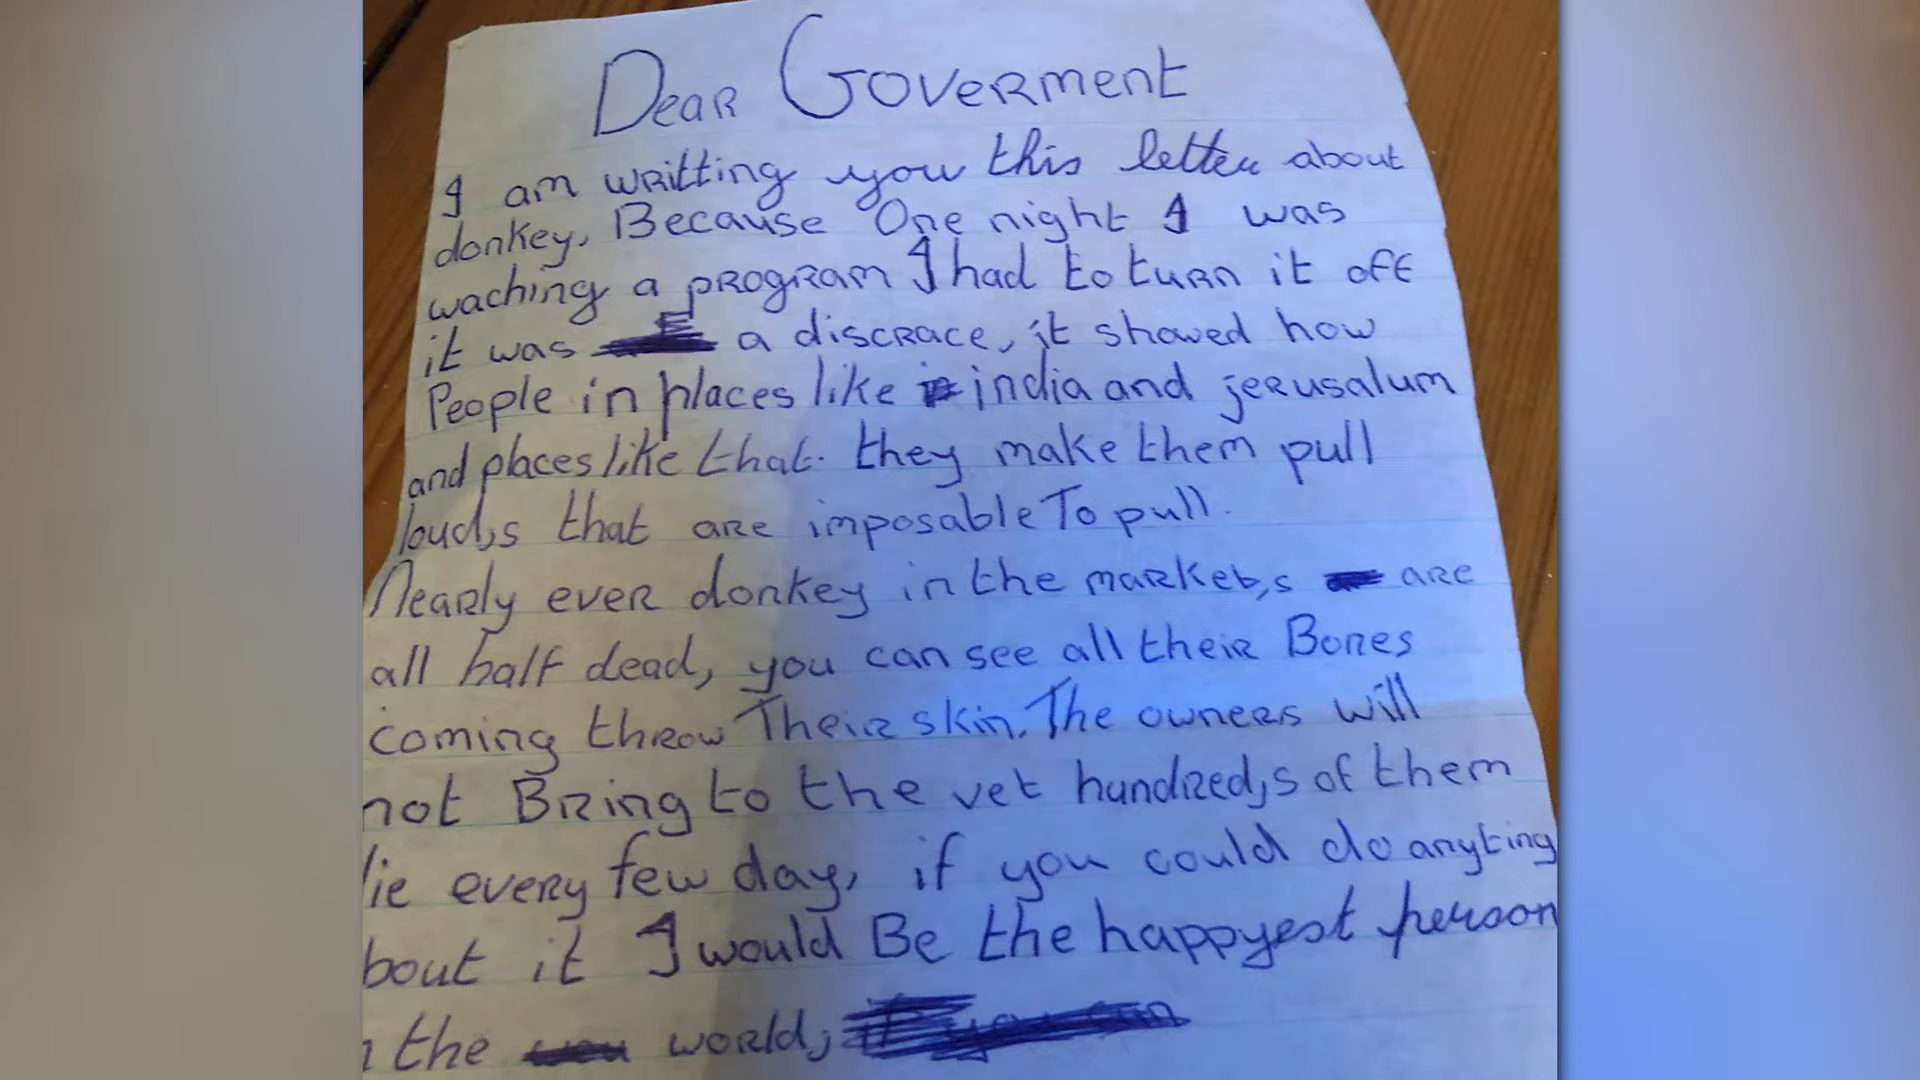 Dear Goverment
I am writting you this letter about
donkey, Because One night I was
waching a program I had to turn it off
it was a discrace, it showed how
People in places like india and jerusalum
and places like that. they make them pull
loud,s that are imposable To pull.
Nearly ever donkey in the market,s are
all half dead, you can see all their Bones
coming throw Their skin. The owners will
not Bring to the vet hundred,s of them
die every few day, if you could do anyting
bout it I would Be the happyest person
the world,